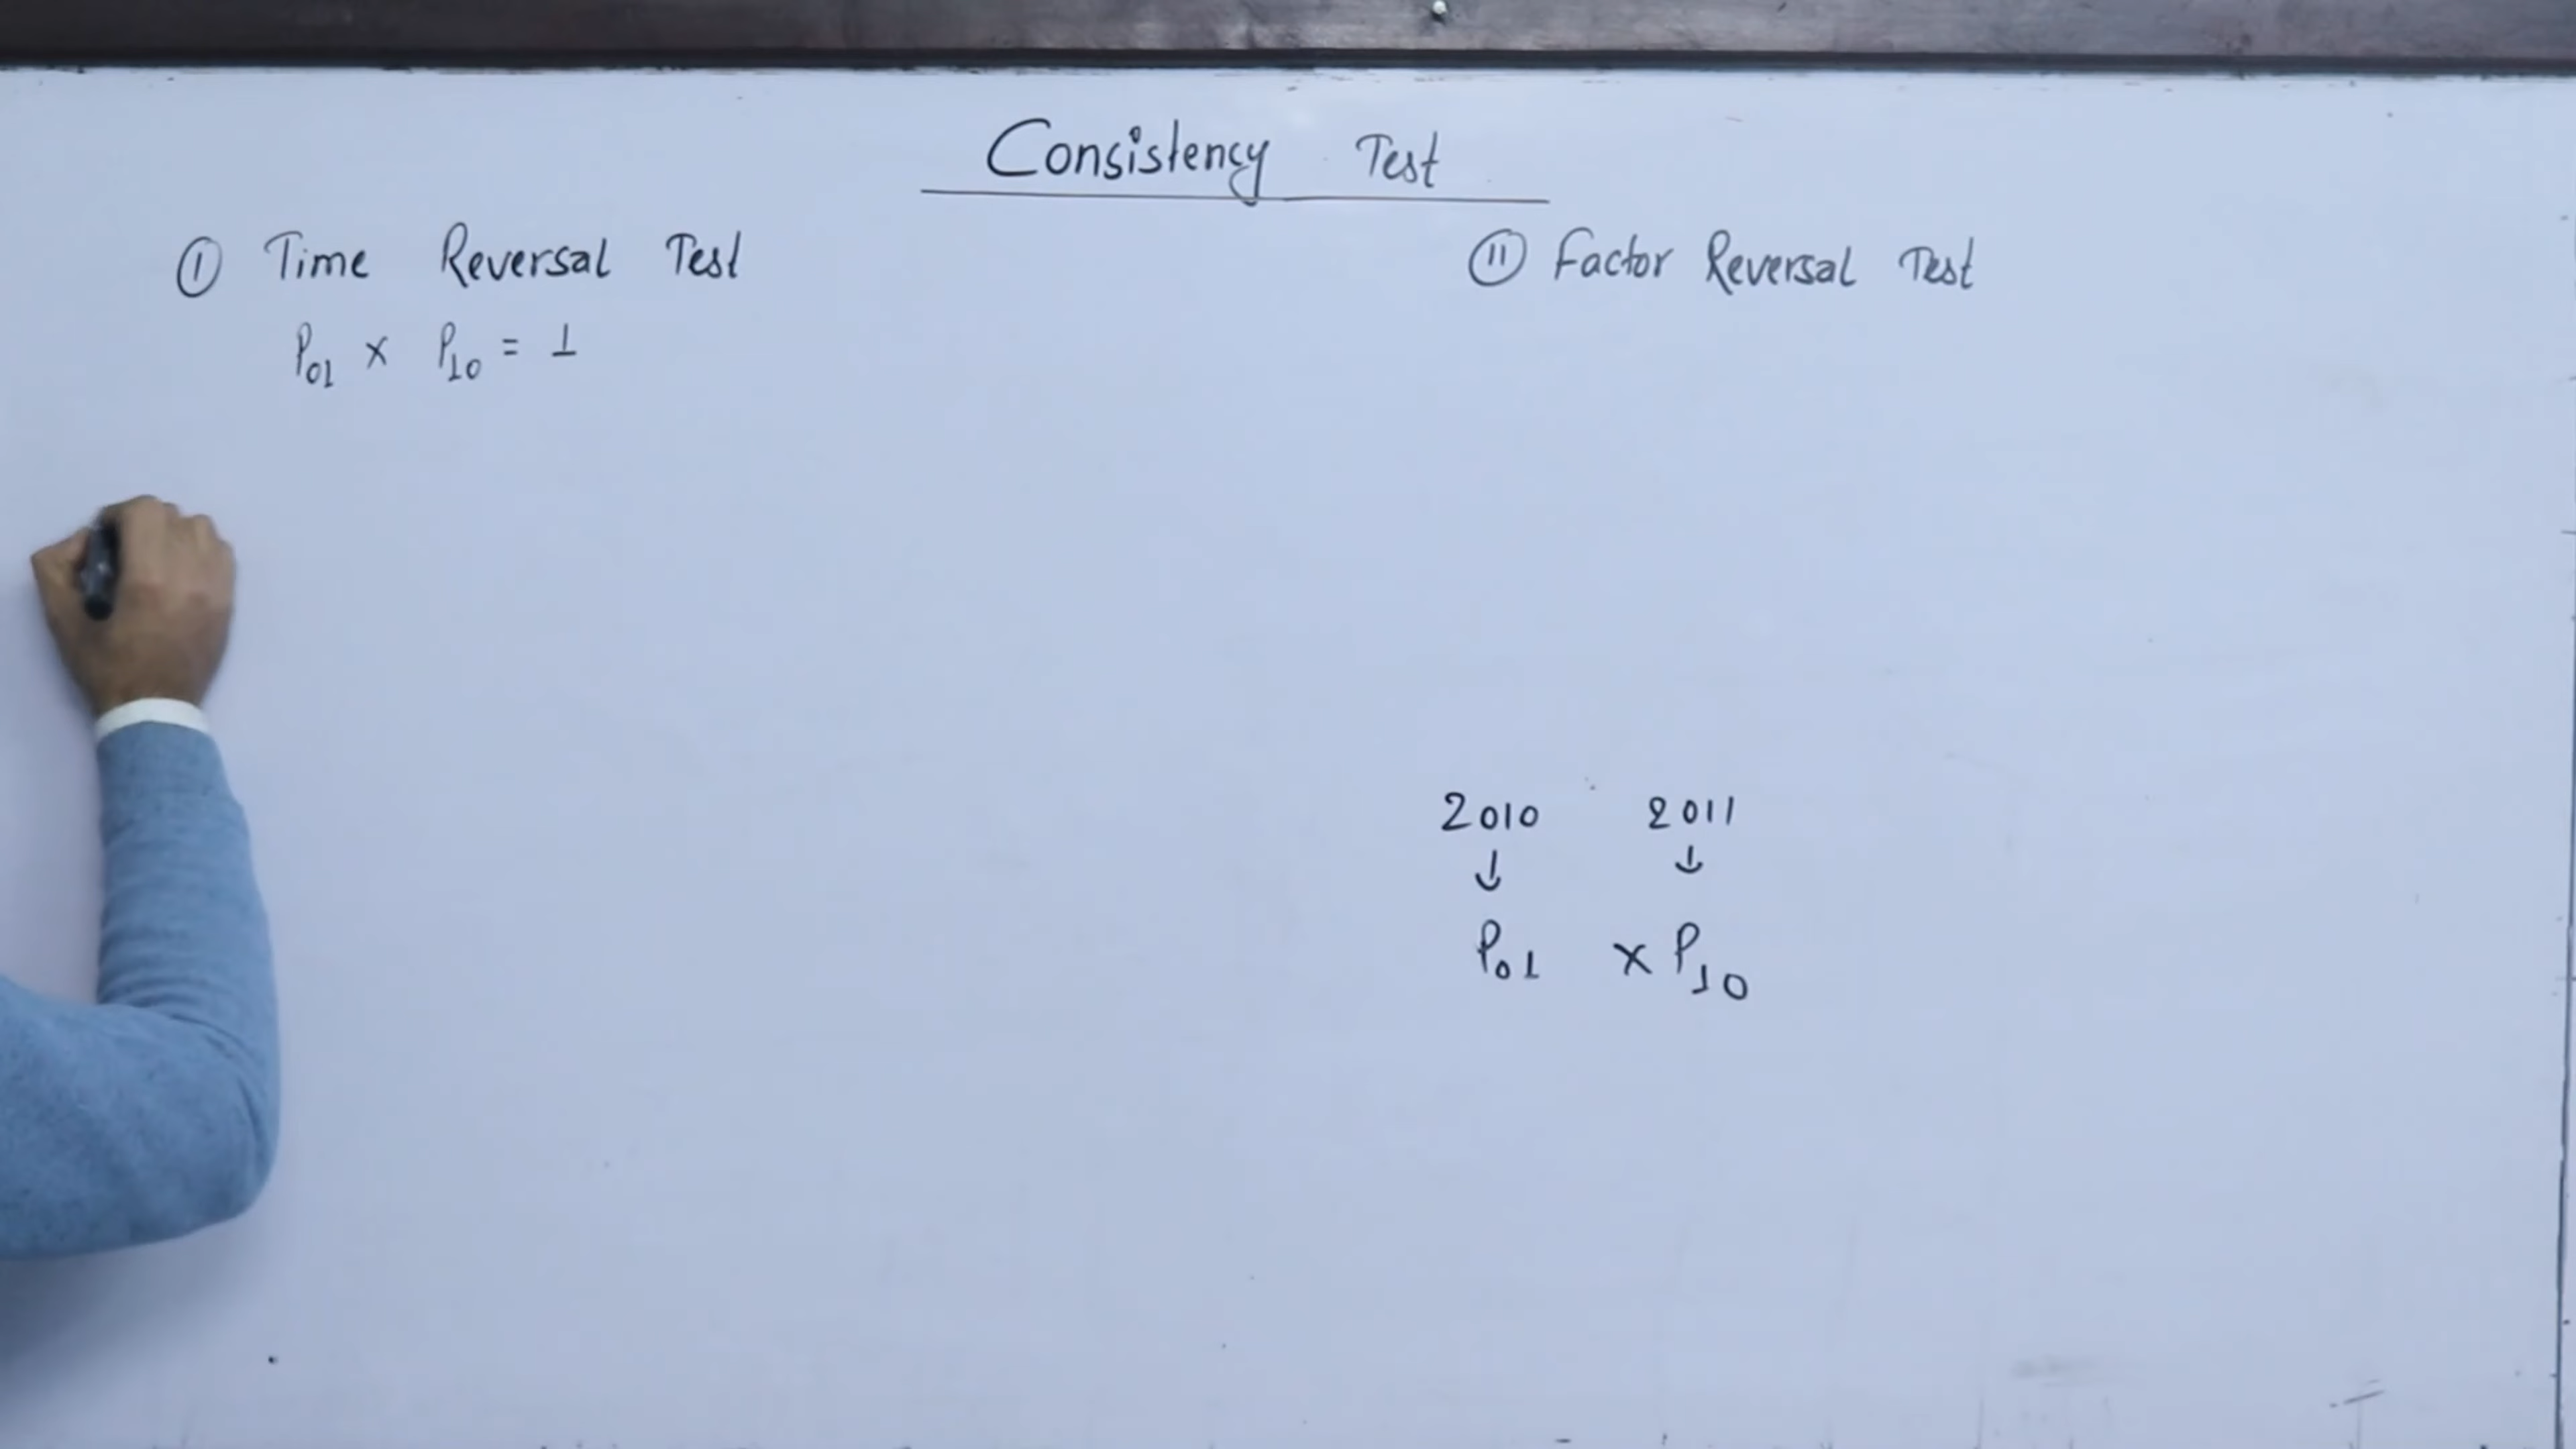 Consistency Test
① Time Reversal Test
P₀₁ × P₁₀ = 1
⑪ Factor Reversal Test
2010 2011
↓ ↓
P₀₁ × P₁₀